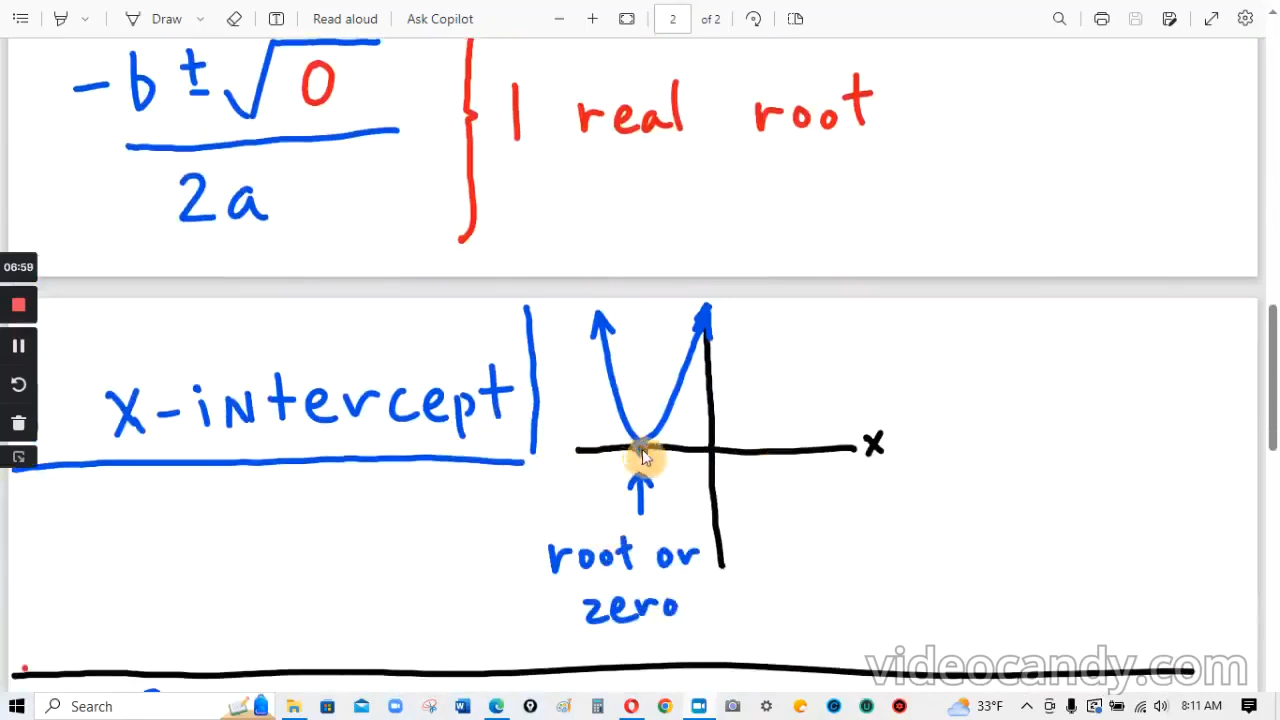 Draw
Read aloud
Ask Copilot
2 of 2
-b ± √0
2a
1 real root
06:59
x-intercept
x
root or
zero
videocandy.com
Search
33°F
8:11 AM